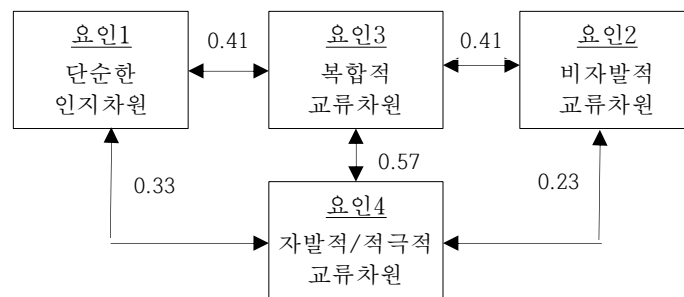 요인1
단순한
인지차원
0.41
요인3
복합적
교류차원
0.41
요인2
비자발적
교류차원
0.33
0.57
0.23
요인4
자발적/적극적
교류차원